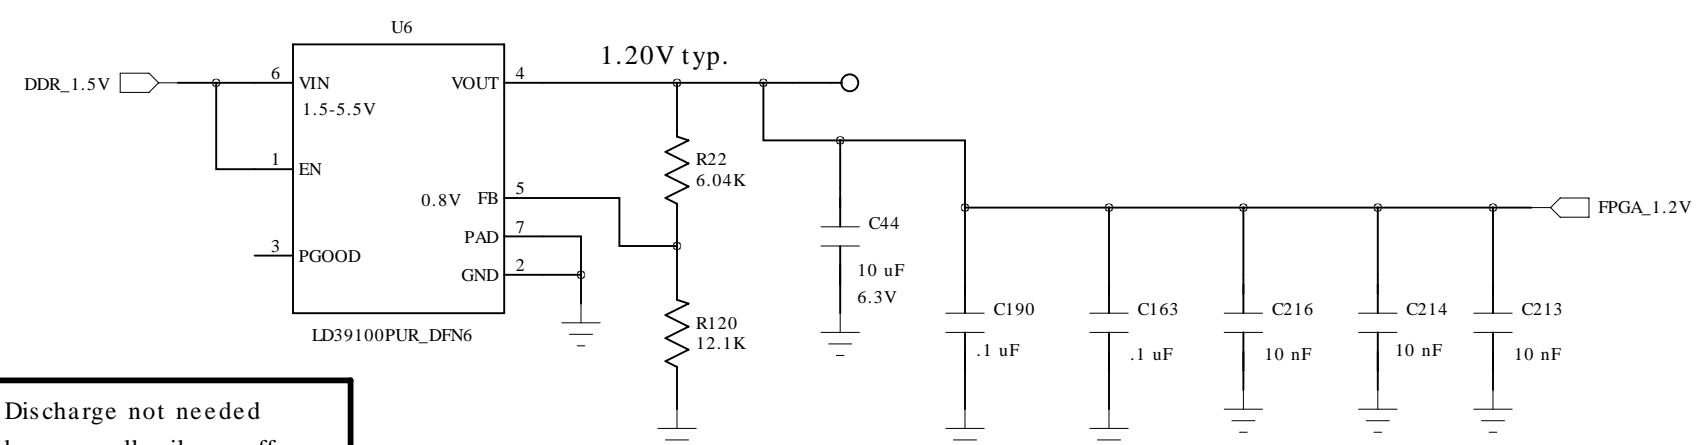 U6
1.20V typ.
DDR_1.5V
6
VIN
VOUT
4
1.5-5.5V
1
EN
R22
6.04K
0.8V
FB
5
FPGA_1.2V
C44
PAD
7
3
PGOOD
GND
2
10 uF
6.3V
LD39100PUR_DFN6
R120
12.1K
C190
C163
C216
C214
C213
.1 uF
.1 uF
10 nF
10 nF
10 nF
Discharge not needed